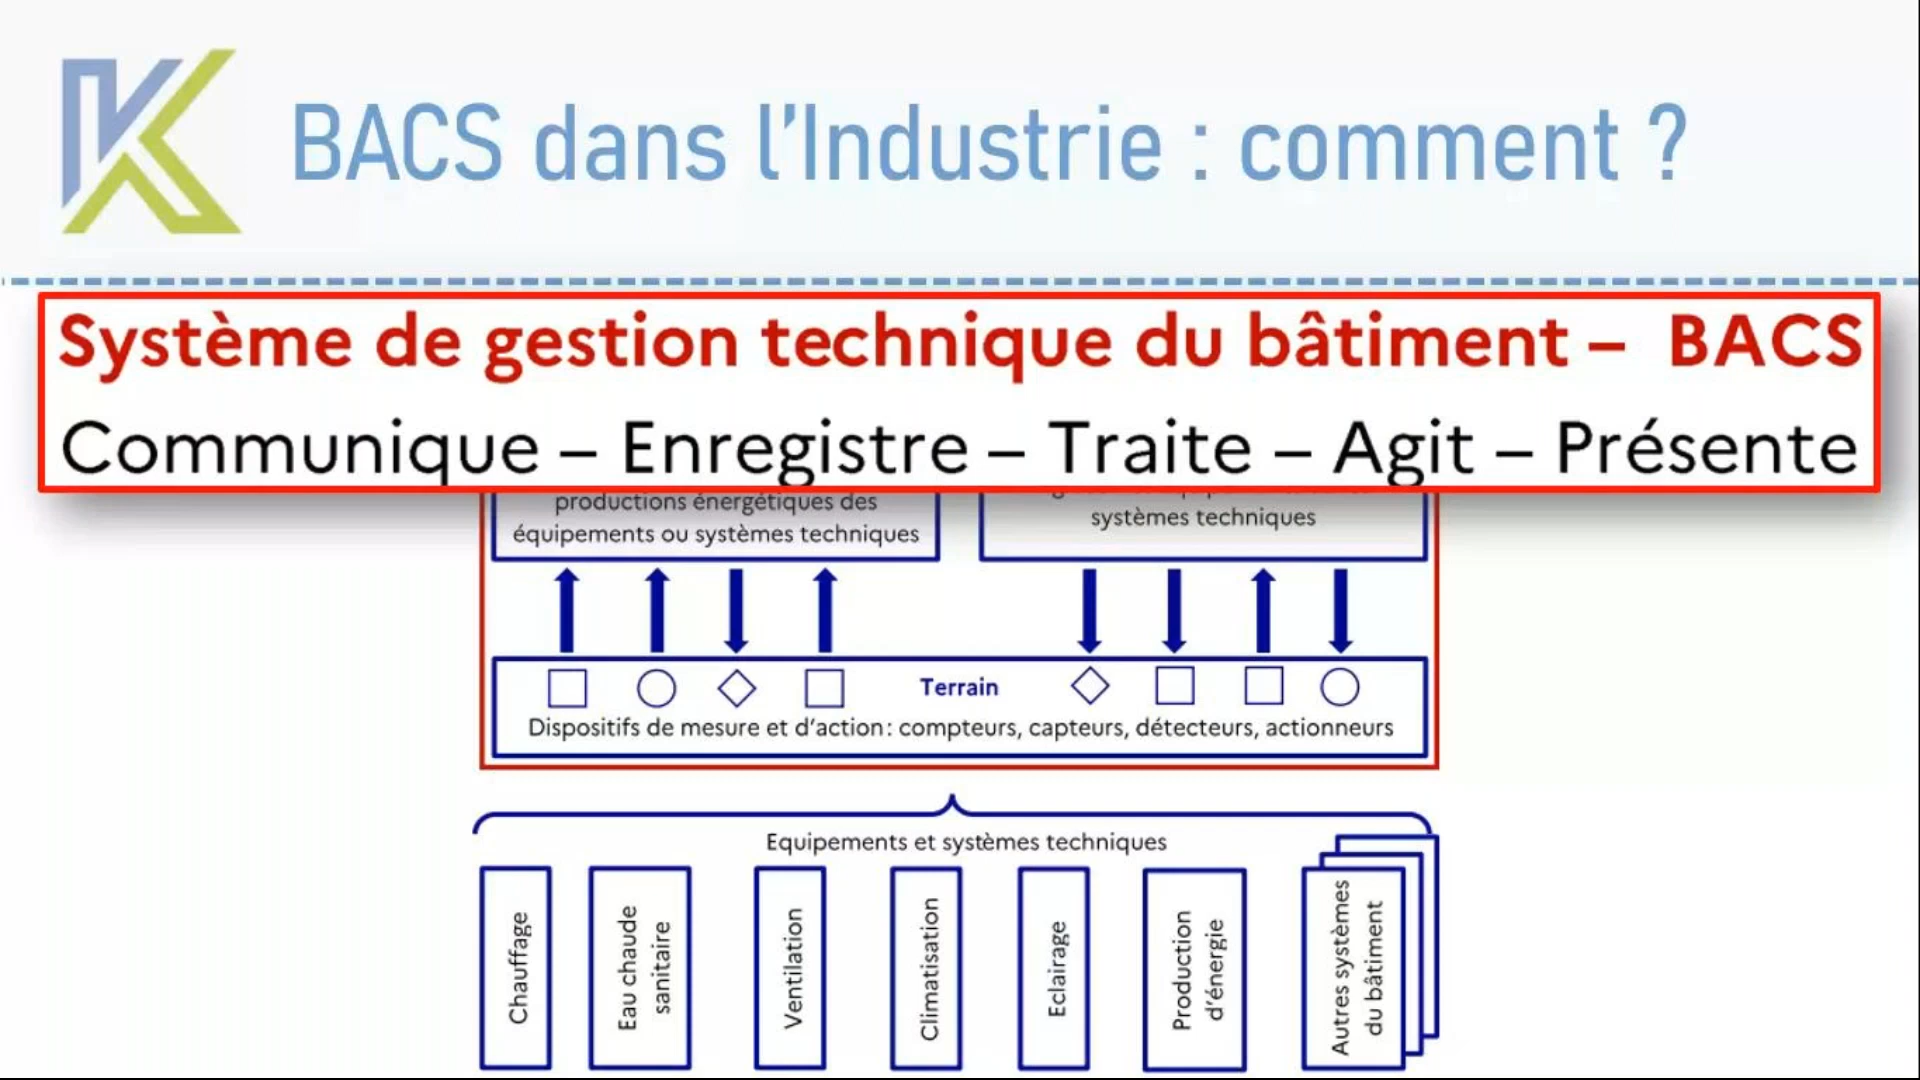 BACS dans l'Industrie : comment ?
Système de gestion technique du bâtiment – BACS
Communique – Enregistre – Traite – Agit – Présente
productions énergétiques des
équipements ou systèmes techniques
systèmes techniques
Terrain
Dispositifs de mesure et d'action : compteurs, capteurs, détecteurs, actionneurs
Equipements et systèmes techniques
Chauffage
Eau chaude
sanitaire
Ventilation
Climatisation
Eclairage
Production
d'énergie
Autres systèmes
du bâtiment